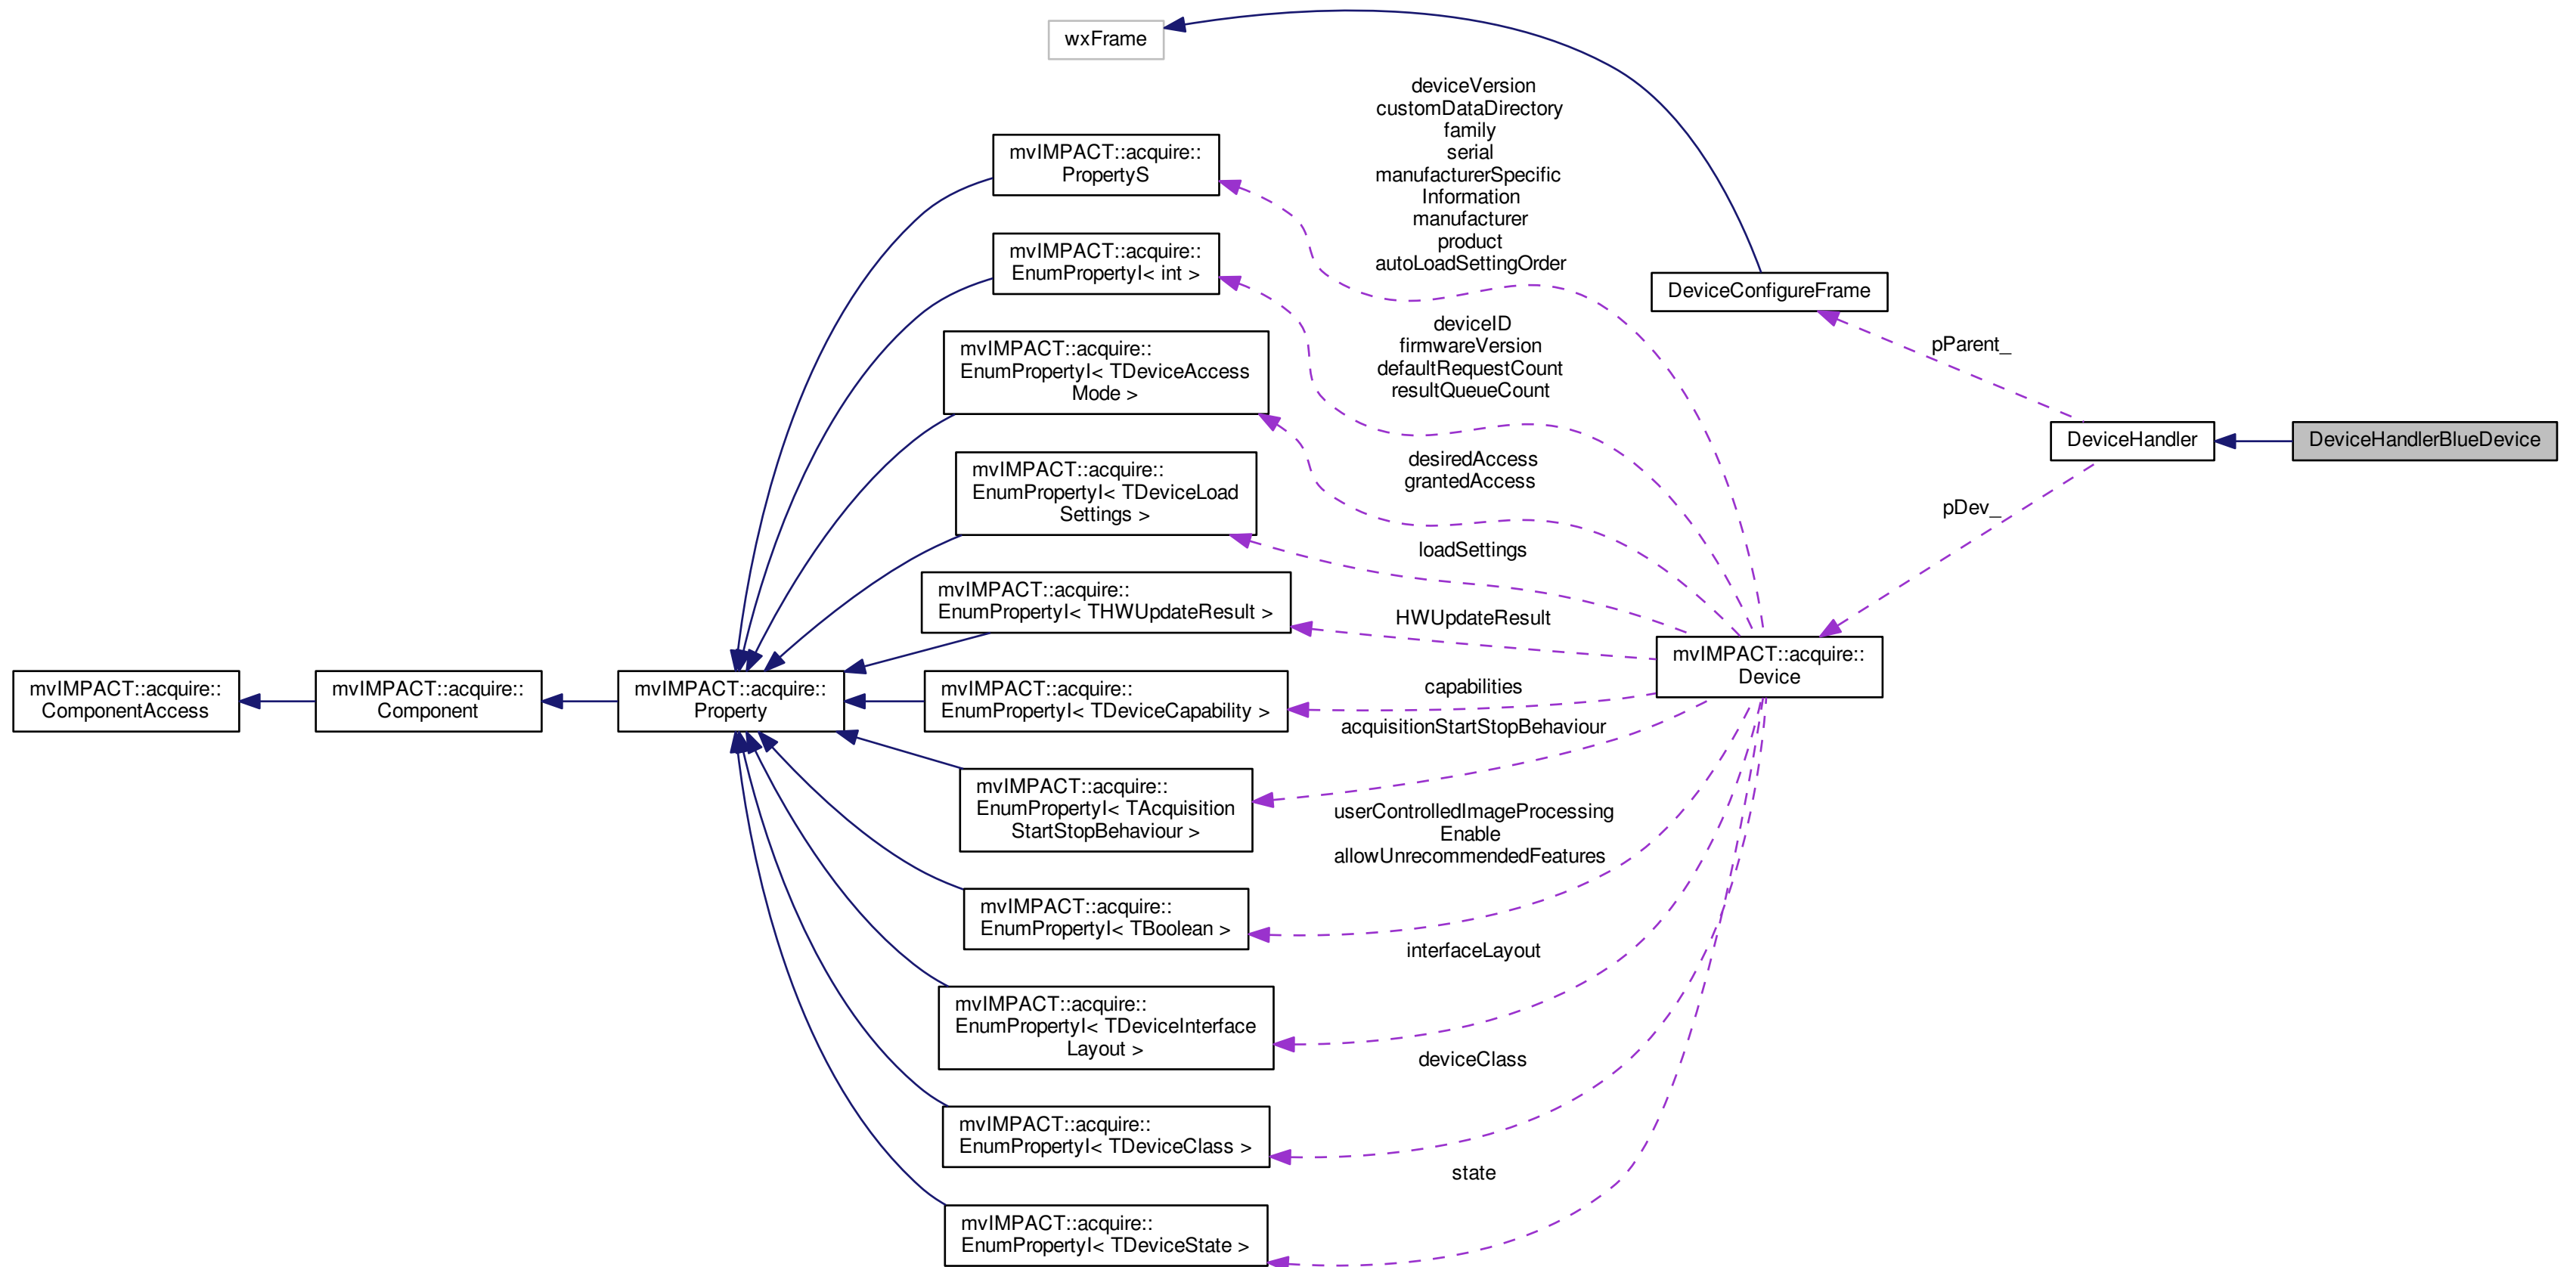 wxFrame
deviceVersion
customDataDirectory
family
serial
manufacturerSpecific
Information
manufacturer
product
autoLoadSettingOrder
mvIMPACT::acquire::
PropertyS
mvIMPACT::acquire::
EnumPropertyI< int >
DeviceConfigureFrame
deviceID
firmwareVersion
defaultRequestCount
resultQueueCount
pParent_
mvIMPACT::acquire::
EnumPropertyI< TDeviceAccess
Mode >
DeviceHandler
DeviceHandlerBlueDevice
desiredAccess
grantedAccess
mvIMPACT::acquire::
EnumPropertyI< TDeviceLoad
Settings >
pDev_
loadSettings
mvIMPACT::acquire::
EnumPropertyI< THWUpdateResult >
HWUpdateResult
mvIMPACT::acquire::
Device
mvIMPACT::acquire::
ComponentAccess
mvIMPACT::acquire::
Component
mvIMPACT::acquire::
Property
mvIMPACT::acquire::
EnumPropertyI< TDeviceCapability >
capabilities
acquisitionStartStopBehaviour
mvIMPACT::acquire::
EnumPropertyI< TAcquisition
StartStopBehaviour >
userControlledImageProcessing
Enable
allowUnrecommendedFeatures
mvIMPACT::acquire::
EnumPropertyI< TBoolean >
interfaceLayout
mvIMPACT::acquire::
EnumPropertyI< TDeviceInterface
Layout >
deviceClass
mvIMPACT::acquire::
EnumPropertyI< TDeviceClass >
state
mvIMPACT::acquire::
EnumPropertyI< TDeviceState >